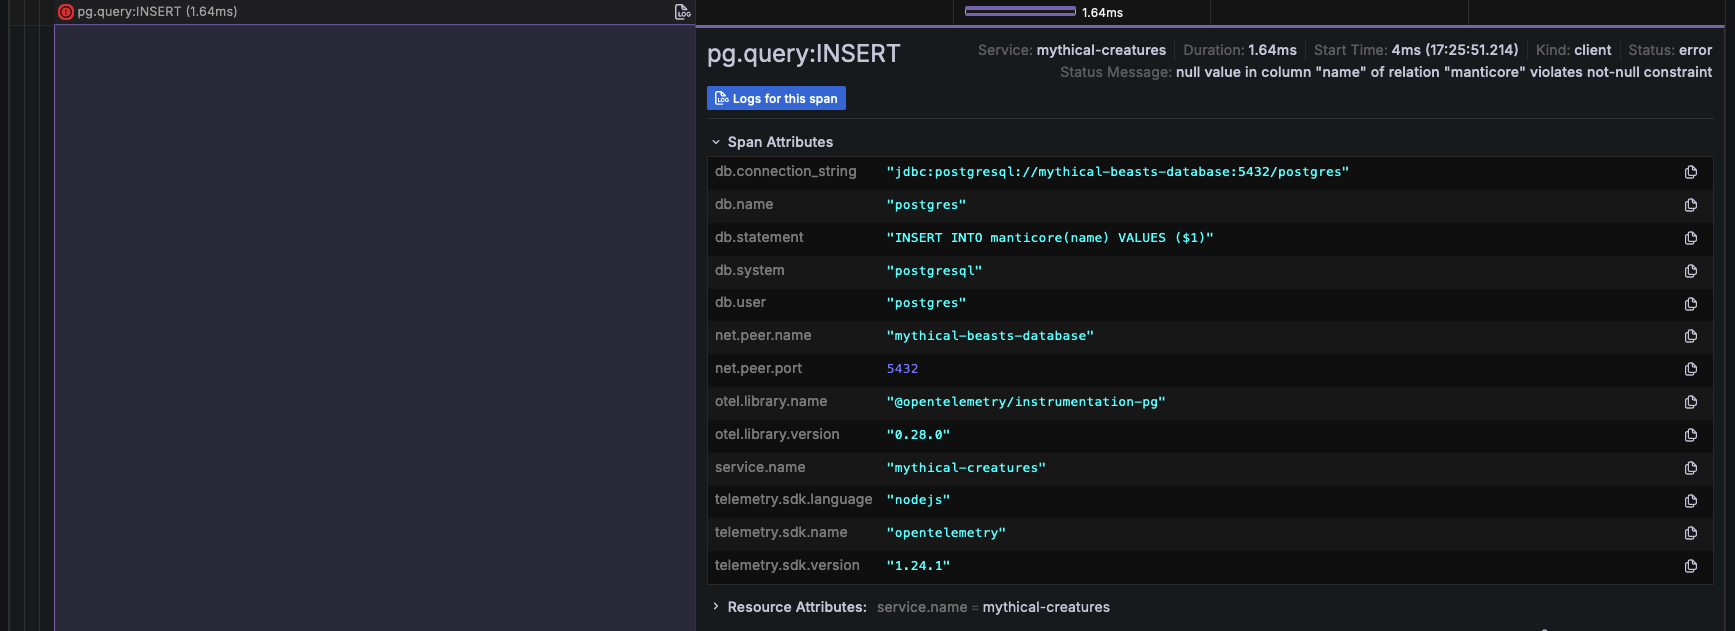 pg.query:INSERT (1.64ms)
LOG
1.64ms
pg.query:INSERT
Service: mythical-creatures Duration: 1.64ms Start Time: 4ms (17:25:51.214) Kind: client Status: error
Status Message: null value in column "name" of relation "manticore" violates not-null constraint
LOG Logs for this span
Span Attributes
db.connection_string "jdbc:postgresql://mythical-beasts-database:5432/postgres"
db.name "postgres"
db.statement "INSERT INTO manticore(name) VALUES ($1)"
db.system "postgresql"
db.user "postgres"
net.peer.name "mythical-beasts-database"
net.peer.port 5432
otel.library.name "@opentelemetry/instrumentation-pg"
otel.library.version "0.28.0"
service.name "mythical-creatures"
telemetry.sdk.language "nodejs"
telemetry.sdk.name "opentelemetry"
telemetry.sdk.version "1.24.1"
Resource Attributes: service.name = mythical-creatures